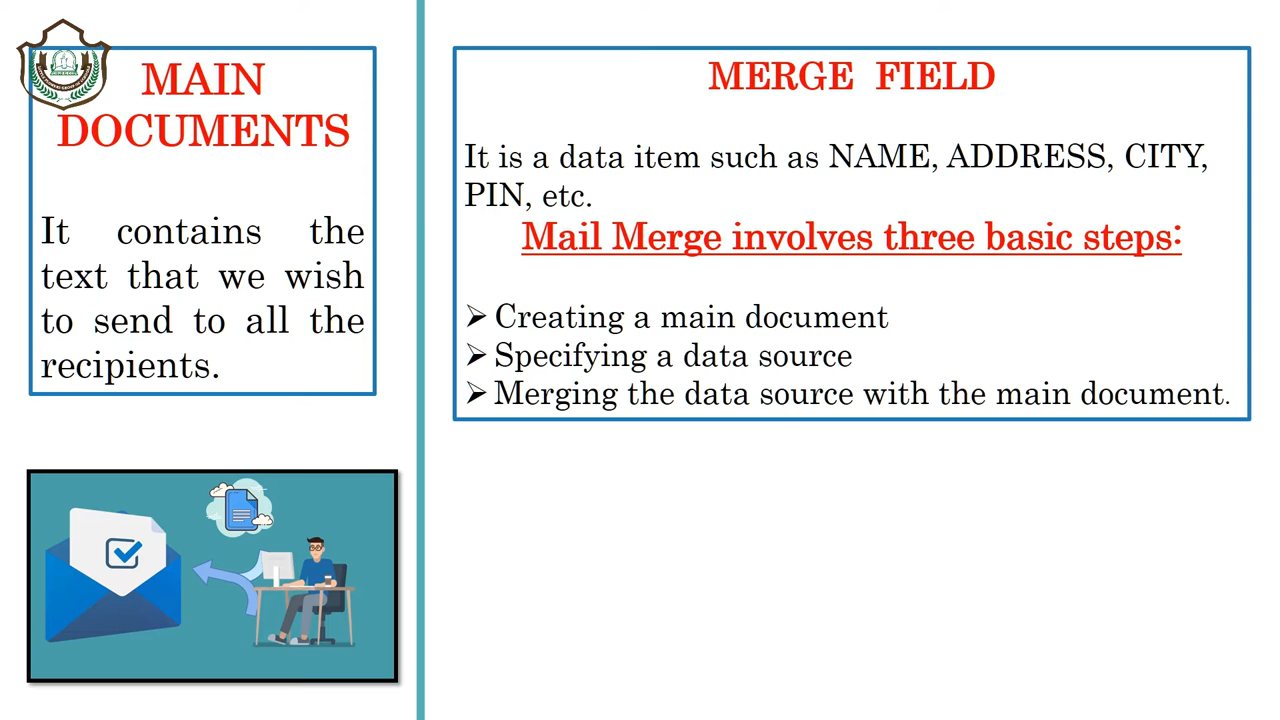 MAIN
DOCUMENTS
It contains the
text that we wish
to send to all the
recipients.
MERGE FIELD
It is a data item such as NAME, ADDRESS, CITY,
PIN, etc.
Mail Merge involves three basic steps:
➢ Creating a main document
➢ Specifying a data source
➢ Merging the data source with the main document.